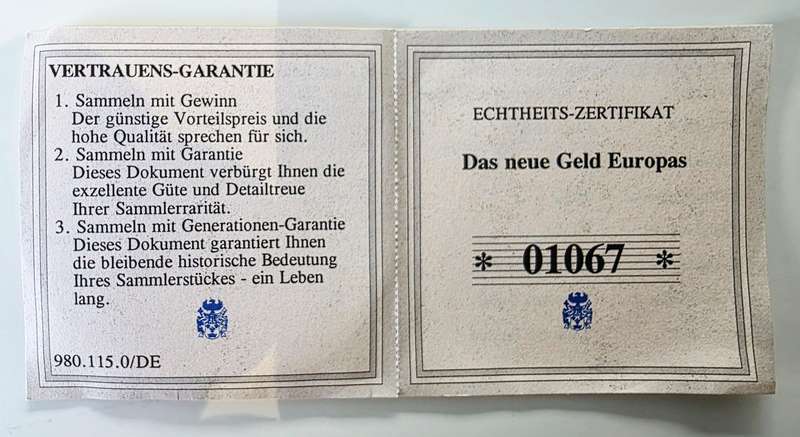 VERTRAUENS-GARANTIE
1. Sammeln mit Gewinn
Der günstige Vorteilspreis und die
hohe Qualität sprechen für sich.
2. Sammeln mit Garantie
Dieses Dokument verbürgt Ihnen die
exzellente Güte und Detailtreue
Ihrer Sammlerrarität.
3. Sammeln mit Generationen-Garantie
Dieses Dokument garantiert Ihnen
die bleibende historische Bedeutung
Ihres Sammlerstückes - ein Leben
lang.
980.115.0/DE
ECHTHEITS-ZERTIFIKAT
Das neue Geld Europas
* 01067 *